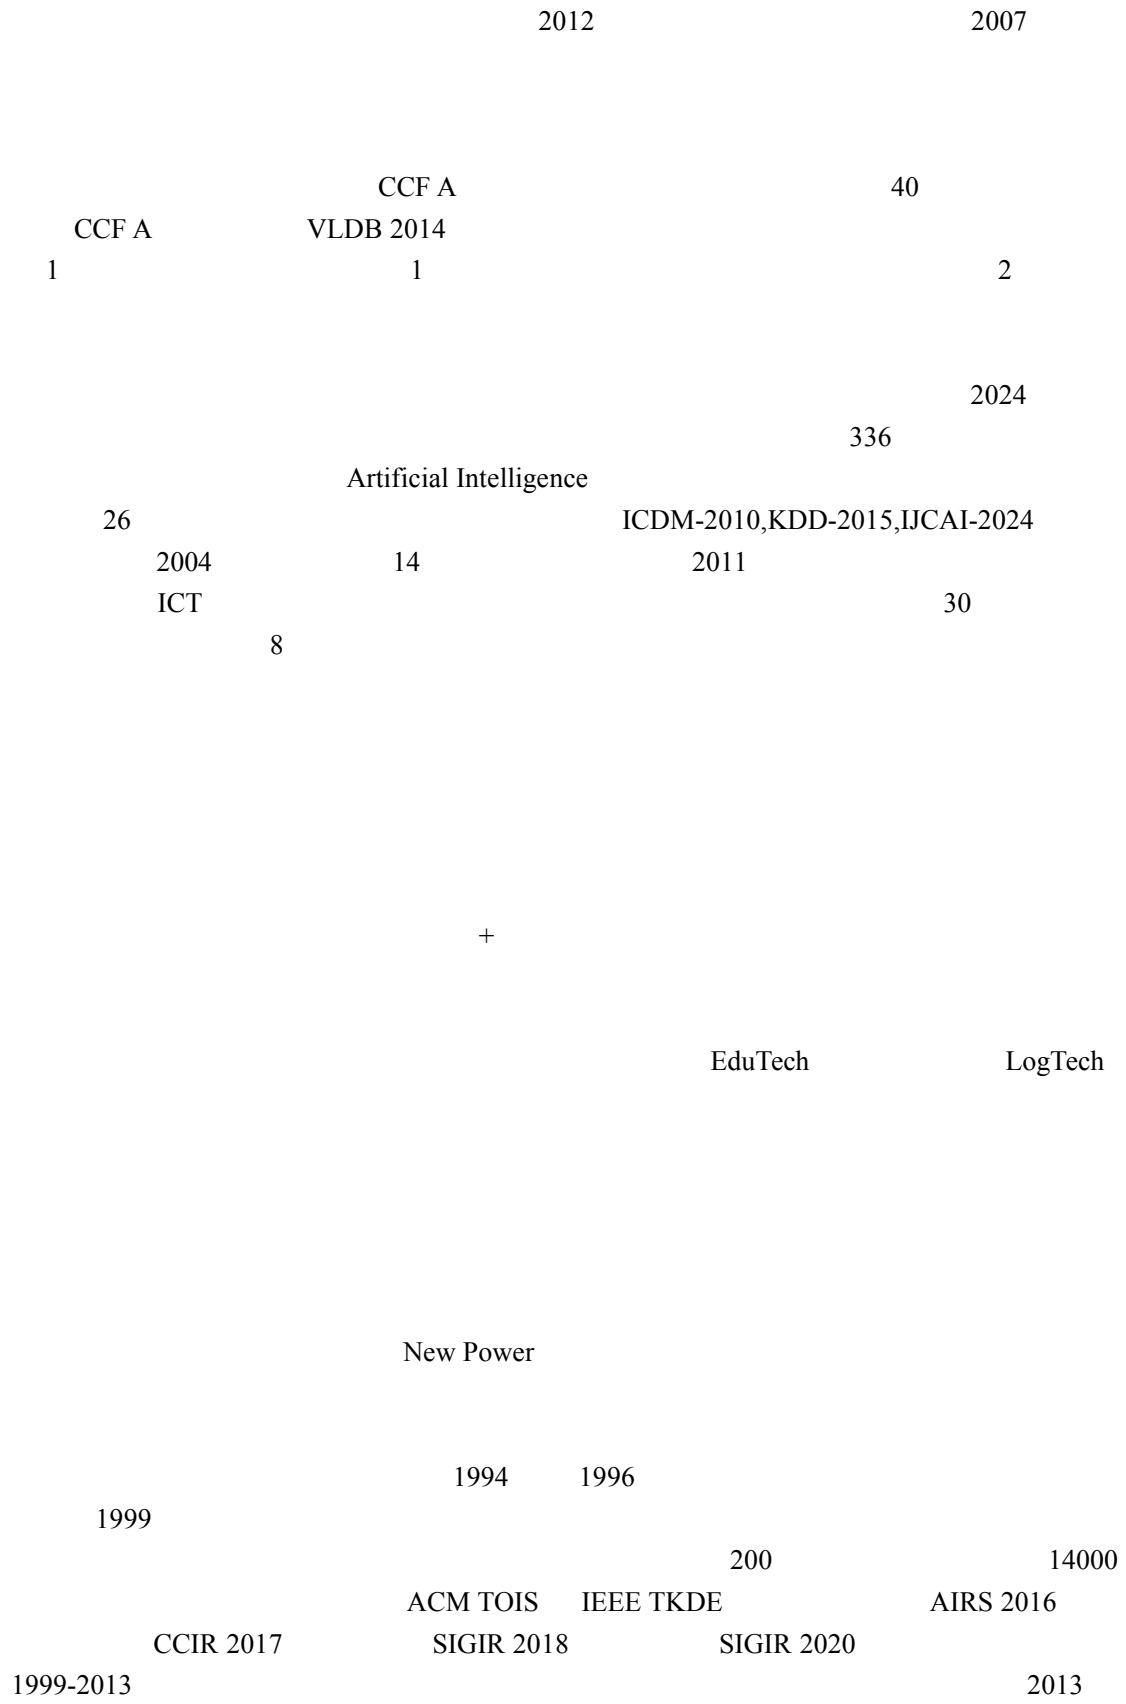 2012 2007
CCF A 40
CCF A VLDB 2014
1 1 2
2024
336
Artificial Intelligence
26 ICDM-2010,KDD-2015,IJCAI-2024
2004 14 2011
ICT 30
8
+
EduTech LogTech
New Power
1994 1996
1999
200 14000
ACM TOIS IEEE TKDE AIRS 2016
CCIR 2017 SIGIR 2018 SIGIR 2020
1999-2013 2013